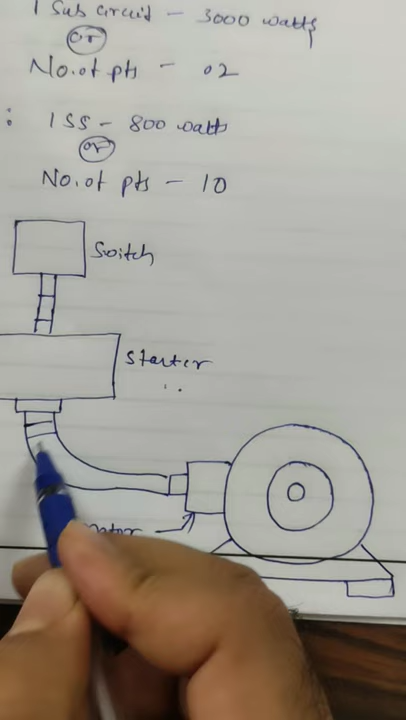 1 Sub circuid - 3000 watts
or
No.of pts - 02
: 1 SS - 800 watts
or
No. of pts - 10
Switch
Starter